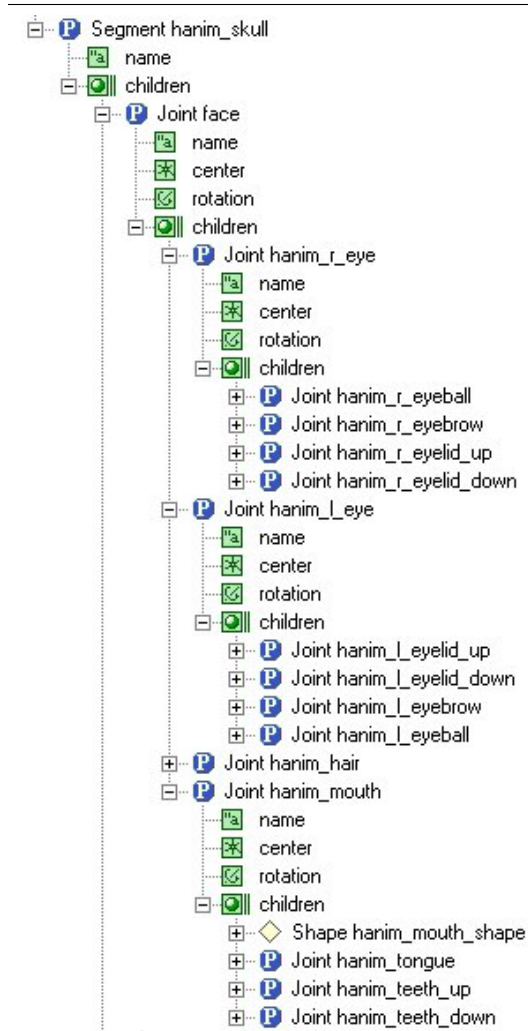 Segment hanim_skull
name
children
Joint face
name
center
rotation
children
Joint hanim_r_eye
name
center
rotation
children
Joint hanim_r_eyeball
Joint hanim_r_eyebrow
Joint hanim_r_eyelid_up
Joint hanim_r_eyelid_down
Joint hanim_l_eye
name
center
rotation
children
Joint hanim_l_eyelid_up
Joint hanim_l_eyelid_down
Joint hanim_l_eyebrow
Joint hanim_l_eyeball
Joint hanim_hair
Joint hanim_mouth
name
center
rotation
children
Shape hanim_mouth_shape
Joint hanim_tongue
Joint hanim_teeth_up
Joint hanim_teeth_down